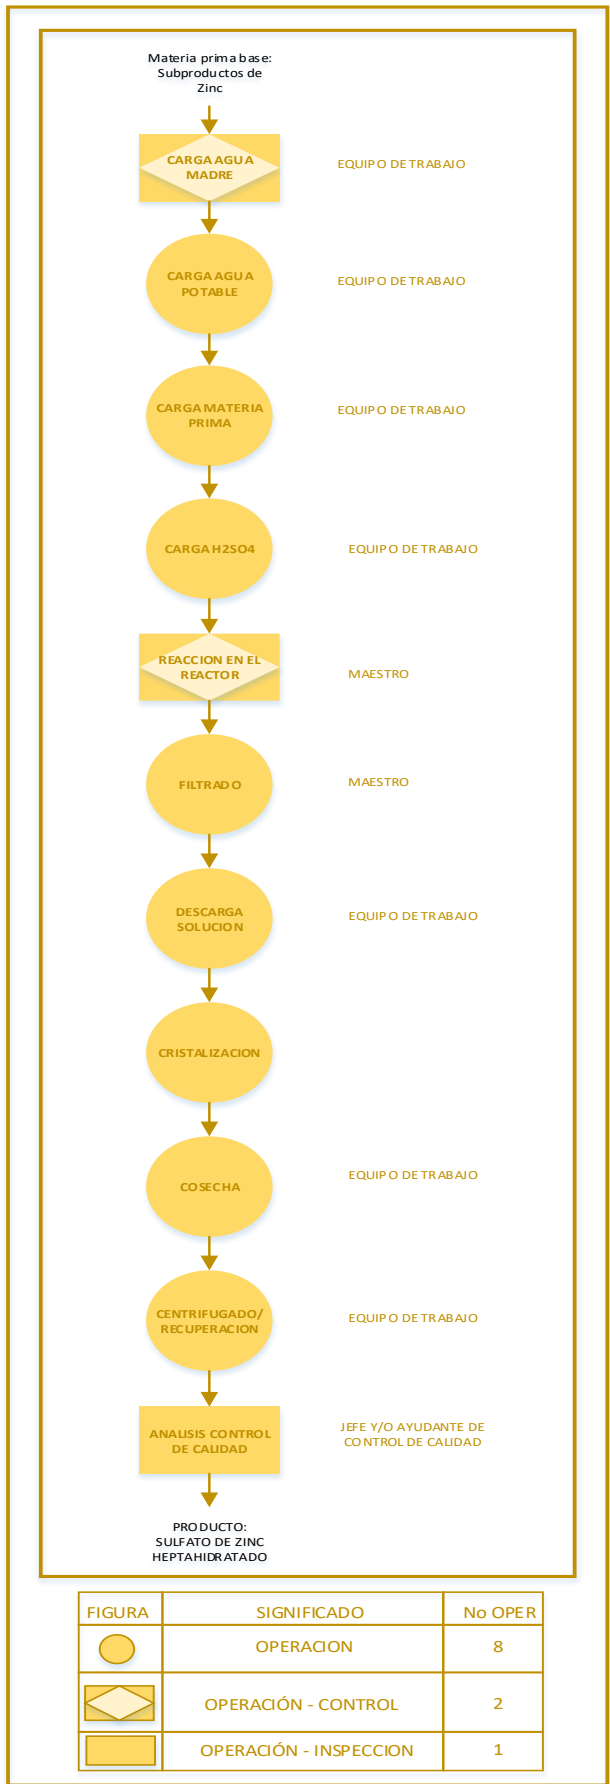 Materia prima base:
Subproductos de
Zinc
CARGA AGUA
MADRE
EQUIPO DE TRABAJO
CARGA AGUA
POTABLE
EQUIPO DE TRABAJO
CARGA MATERIA
PRIMA
EQUIPO DE TRABAJO
CARGA H2SO4
EQUIPO DE TRABAJO
REACCION EN EL
REACTOR
MAESTRO
FILTRADO
MAESTRO
DESCARGA
SOLUCION
EQUIPO DE TRABAJO
CRISTALIZACION
COSECHA
EQUIPO DE TRABAJO
CENTRIFUGADO/
RECUPERACION
EQUIPO DE TRABAJO
ANALISIS CONTROL
DE CALIDAD
JEFE Y/O AYUDANTE DE
CONTROL DE CALIDAD
PRODUCTO:
SULFATO DE ZINC
HEPTAHIDRATADO
FIGURA SIGNIFICADO No OPER
OPERACION 8
OPERACIÓN - CONTROL 2
OPERACIÓN - INSPECCION 1